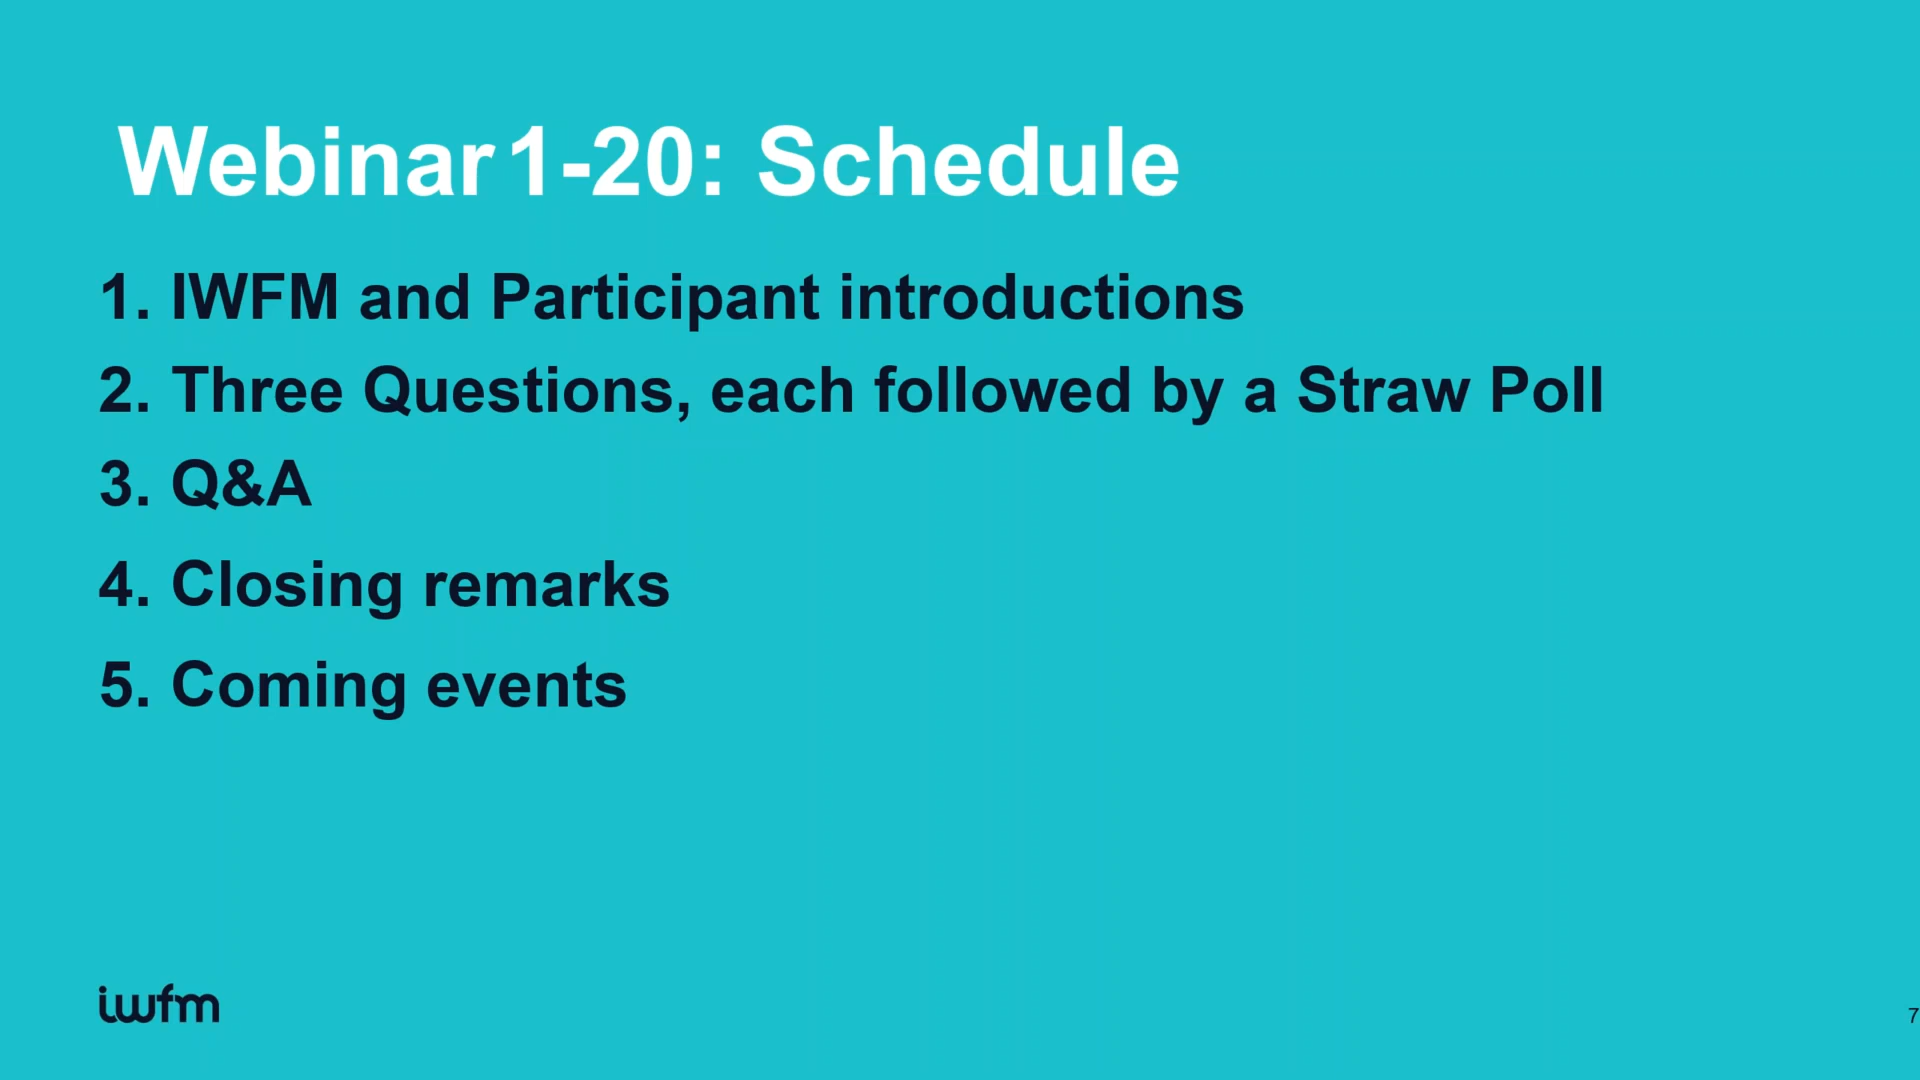 Webinar 1-20: Schedule
1. IWFM and Participant introductions
2. Three Questions, each followed by a Straw Poll
3. Q&A
4. Closing remarks
5. Coming events
iwfm
7